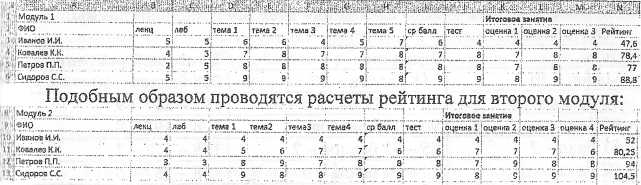 Модуль 1 Итоговое занятие
ФИО лекц лаб тема 1 тема 2 тема 3 тема 4 тема 5 ср балл тест оценка 1 оценка 2 оценка 3 Рейтинг
Иванов И.И. 5 5 6 6 4 5 7 6 4 4 4 4 47,6
Ковалев К.К. 4 5 7 8 7 7 8 7 8 7 8 8 78,4
Петров П.П. 2 5 8 8 8 8 8 8 7 8 8 8 77
Сидоров С.С. 5 5 9 9 9 9 8 9 9 8 9 9 88,8
Подобным образом проводятся расчеты рейтинга для второго модуля:
Модуль 2 Итоговое занятие
ФИО лекц лаб тема 1 тема2 тема3 тема4 ср балл тест оценка 1 оценка 2 оценка 3 оценка 4 Рейтинг
Иванов И.И. 4 4 4 4 4 4 4 4 4 4 4 4 52
Ковалев К.К. 4 4 5 6 7 7 6 6 7 7 7 6 80,25
Петров П.П. 3 3 8 9 7 8 8 8 7 8 8 8 94
Сидоров С.С. 4 4 9 8 8 9 9 9 8 9 9 8 104,5